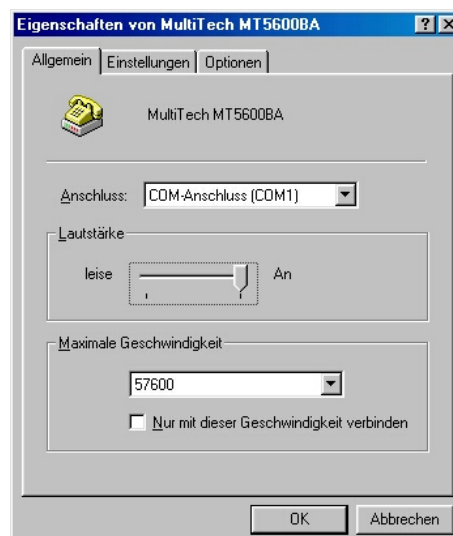 Eigenschaften von MultiTech MT5600BA
Allgemein Einstellungen Optionen
MultiTech MT5600BA
Anschluss: COM-Anschluss (COM1)
Lautstärke
leise An
Maximale Geschwindigkeit
57600
Nur mit dieser Geschwindigkeit verbinden
OK Abbrechen